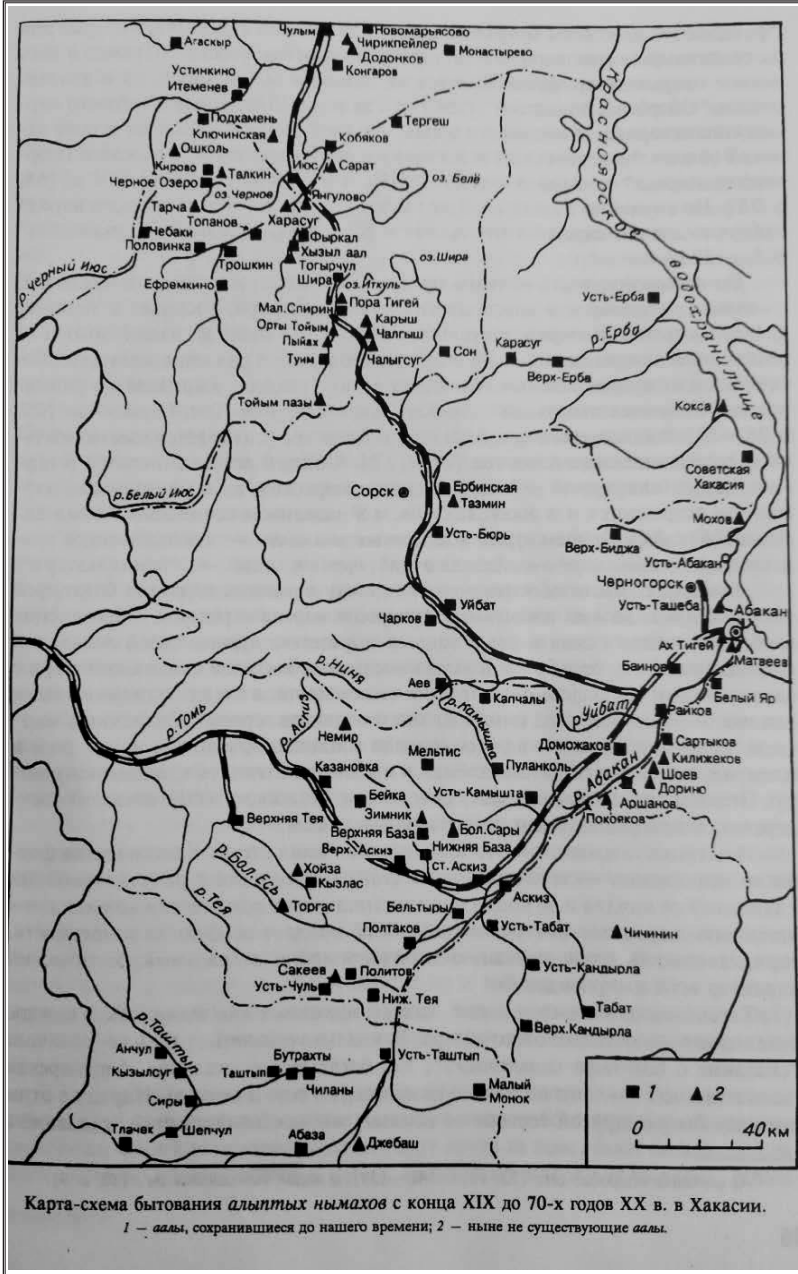 Чулым
Новомарьясово
Агаскыр
Чирикпейлер
Монастырево
Додонков
Конгаров
Устинкино
Итеменев
Красноярское водохранилище
Подкамень
Тергеш
Ключинская
Кобяков
Ошколь
Кирово
Талкин
Июс
Сарат
оз. Белё
Черное Озеро
оз. Черное
Янгулово
Тарча
Харасуг
Топанов
Чебаки
Фыркал
Половинка
Хызыл аал
оз. Шира
Трошкин
Тогырчул
р. Черный Июс
Шира
оз. Иткуль
Ефремкино
Усть-Ерба
Пора Тигей
Мал. Спирин
Карыш
Орты Тойым
Чалгыш
Карасуг
р. Ерба
Пыйах
Сон
Туим
Чалыгсуг
Верх-Ерба
Тойым пазы
Кокса
Советская
Хакасия
р. Белый Июс
Сорск
Ербинская
Тазмин
Мохов
Усть-Бюрь
Верх-Биджа
Усть-Абакан
Черногорск
Усть-Ташеба
Абакан
Уйбат
Чарков
Ах Тигей
Матвеев
Баинов
р. Ниня
Белый Яр
Аев
р. Томь
р. Аскиз
Капчалы
р. Уйбат
Райков
р. Камышта
Немир
Доможаков
Сартыков
Мельтис
Пуланколь
Килижеков
Казановка
р. Абакан
Шоев
Бейка
Усть-Камышта
Дорино
Аршанов
Зимник
Покояков
Верхняя Тея
Верхняя База
Бол. Сары
Нижняя База
Верх. Аскиз
ст. Аскиз
р. Бол. Есь
Хойза
Кызлас
Аскиз
р. Тея
Торгас
Бельтыры
Усть-Табат
Полтаков
Чичинин
Сакеев
Политов
Усть-Кандырла
Усть-Чуль
Ниж. Тея
Табат
Верх. Кандырла
р. Таштып
Анчул
Бутрахты
Усть-Таштып
Кызылсуг
Таштып
Чиланы
Малый
Монок
Сиры
1
2
Тлачек
Шепчул
Абаза
Джебаш
0
40 км
Карта-схема бытования алыптых нымахов с конца XIX до 70-х годов XX в. в Хакасии.
1 — аалы, сохранившиеся до нашего времени; 2 — ныне не существующие аалы.